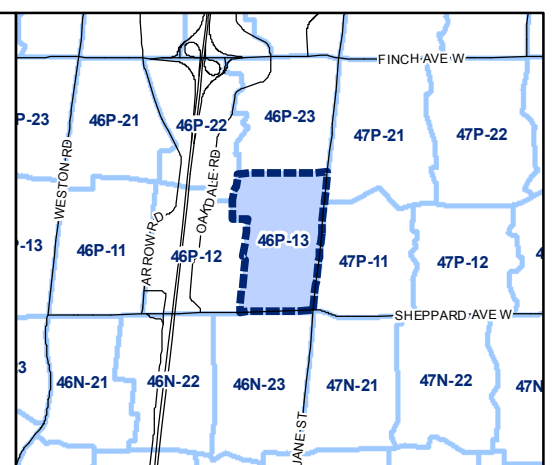 FINCH AVE W
P-23
46P-21
46P-22
46P-23
47P-21
47P-22
WESTON RD
OAKDALE RD
ARROW RD
-13
46P-11
46P-12
46P-13
47P-11
47P-12
4
SHEPPARD AVE W
3
46N-21
46N-22
46N-23
47N-21
47N-22
47N
JANE ST